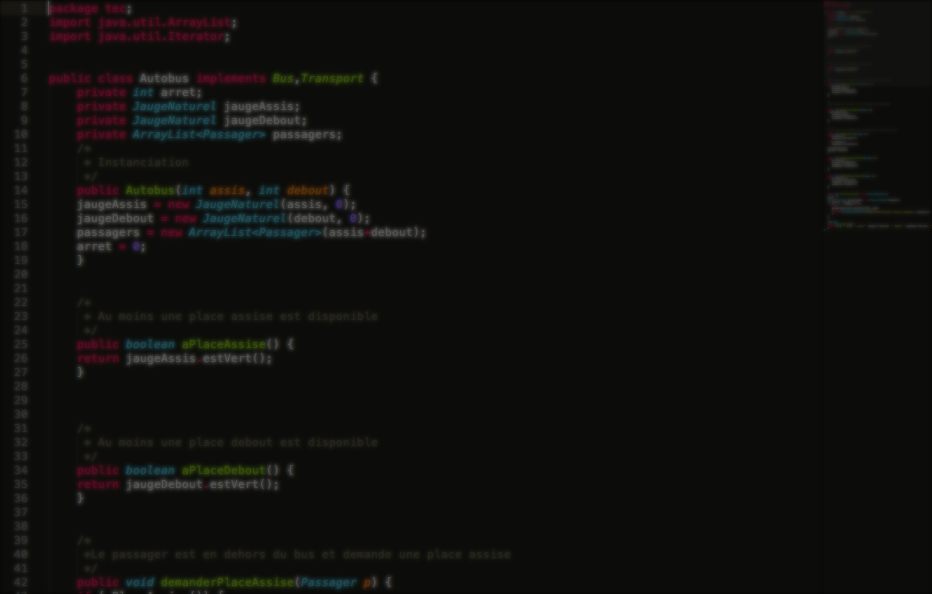 1 package tec;
2 import java.util.ArrayList;
3 import java.util.Iterator;
4
5
6 public class Autobus implements Bus,Transport {
7 private int arret;
8 private JaugeNaturel jaugeAssis;
9 private JaugeNaturel jaugeDebout;
10 private ArrayList<Passager> passagers;
11 /*
12 * Instanciation
13 */
14 public Autobus(int assis, int debout) {
15 jaugeAssis = new JaugeNaturel(assis, 0);
16 jaugeDebout = new JaugeNaturel(debout, 0);
17 passagers = new ArrayList<Passager>(assis+debout);
18 arret = 0;
19 }
20
21
22 /*
23 * Au moins une place assise est disponible
24 */
25 public boolean aPlaceAssise() {
26 return jaugeAssis.estVert();
27 }
28
29
30
31 /*
32 * Au moins une place debout est disponible
33 */
34 public boolean aPlaceDebout() {
35 return jaugeDebout.estVert();
36 }
37
38
39 /*
40 *Le passager est en dehors du bus et demande une place assise
41 */
42 public void demanderPlaceAssise(Passager p) {